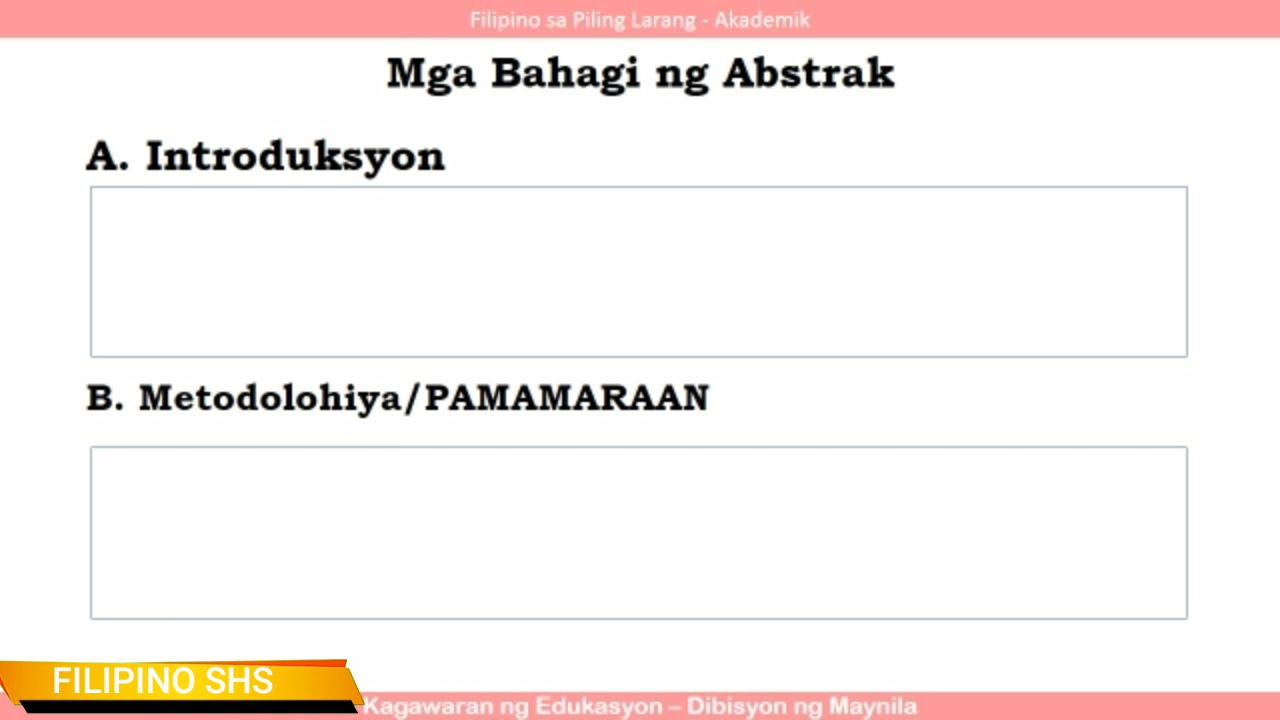 Filipino sa Piling Larang - Akademik
Mga Bahagi ng Abstrak
A. Introduksyon
B. Metodolohiya/PAMAMARAAN
FILIPINO SHS
Kagawaran ng Edukasyon – Dibisyon ng Maynila